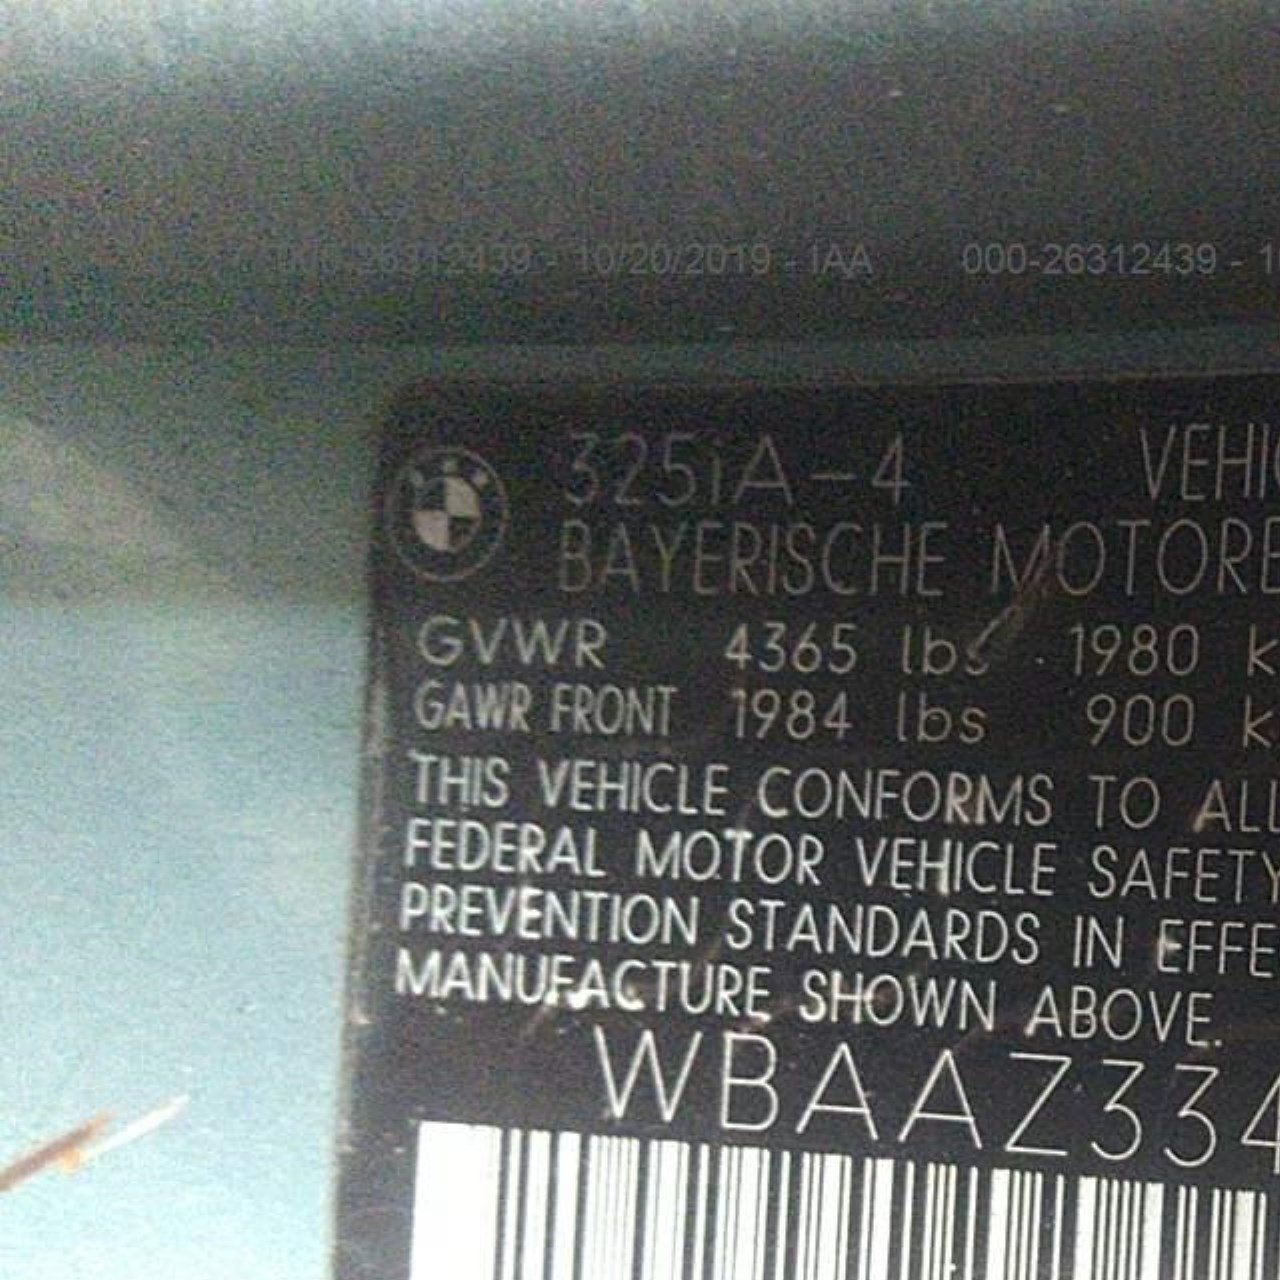 000-26312439 - 10/20/2019 - IAA 000-26312439 - 1
325iA-4 VEHIC
BAYERISCHE MOTORE
GVWR 4365 lbs 1980 k
GAWR FRONT 1984 lbs 900 k
THIS VEHICLE CONFORMS TO ALL
FEDERAL MOTOR VEHICLE SAFETY
PREVENTION STANDARDS IN EFFE
MANUFACTURE SHOWN ABOVE.
WBAAZ334